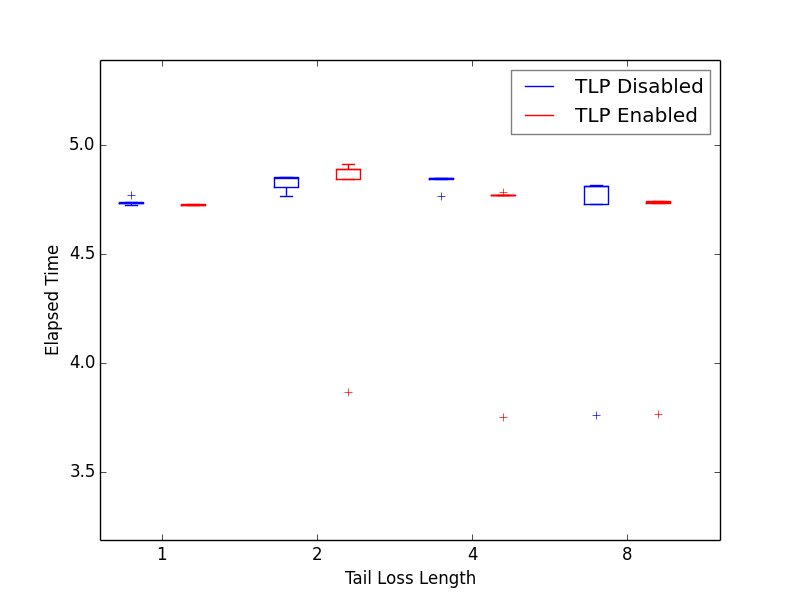 TLP Disabled
TLP Enabled
5.0
4.5
4.0
3.5
Elapsed Time
1 2 4 8
Tail Loss Length